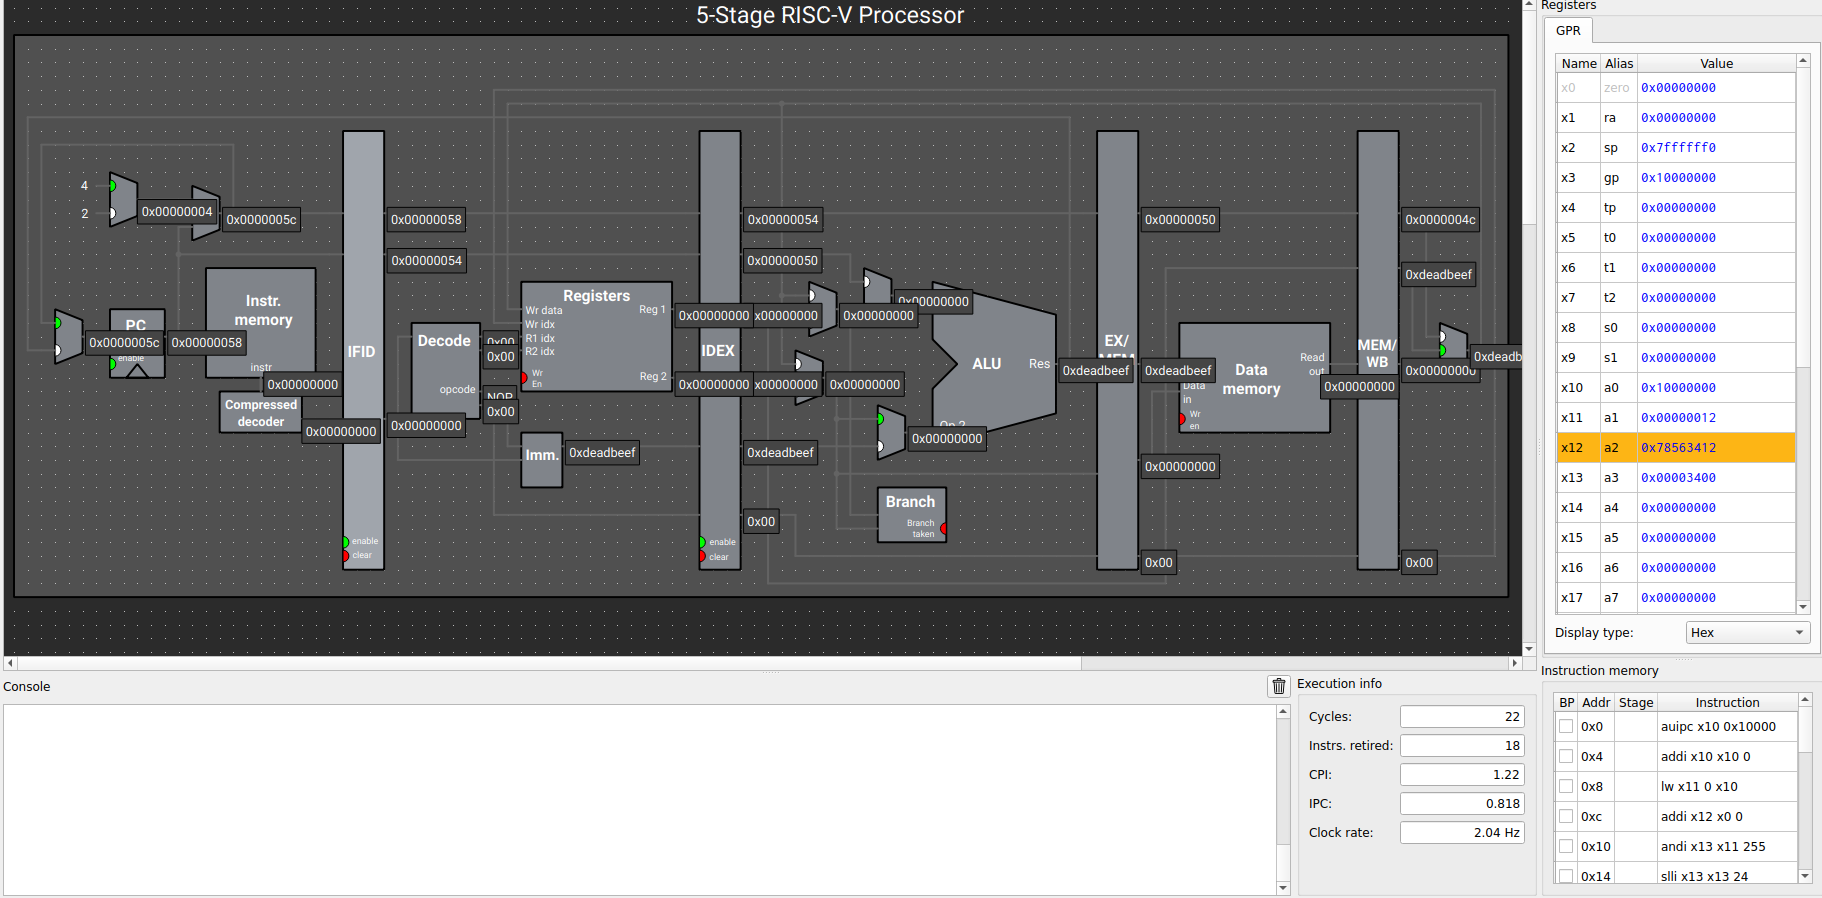 5-Stage RISC-V Processor
4
2
0x00000004
0x0000005c
0x00000058
0x00000054
0x00000054
0x00000050
0x00000050
0x0000004c
0xdeadbeef
Instr.
memory
instr
PC
enable
0x0000005c
0x00000058
0x00000000
Compressed
decoder
0x00000000
IFID
enable
clear
0x00000000
Decode
opcode
0x00
0x00
NOP
0x00
Registers
Wr data
Wr idx
R1 idx
R2 idx
Wr
En
Reg 1
Reg 2
Imm.
0xdeadbeef
0x00000000
0x00000000
IDEX
enable
clear
x00000000
x00000000
0xdeadbeef
0x00
0x00000000
0x00000000
0x00000000
0x00000000
ALU
Res
Op 2
Branch
Branch
taken
0xdeadbeef
EX/
MEM
0xdeadbeef
0x00000000
0x00
Data
memory
Data
in
Wr
en
Read
out
0x00000000
MEM/
WB
0x00000000
0xdeadb
0x00
Registers
GPR
Name Alias Value
x0 zero 0x00000000
x1 ra 0x00000000
x2 sp 0x7ffffff0
x3 gp 0x10000000
x4 tp 0x00000000
x5 t0 0x00000000
x6 t1 0x00000000
x7 t2 0x00000000
x8 s0 0x00000000
x9 s1 0x00000000
x10 a0 0x10000000
x11 a1 0x00000012
x12 a2 0x78563412
x13 a3 0x00003400
x14 a4 0x00000000
x15 a5 0x00000000
x16 a6 0x00000000
x17 a7 0x00000000
Display type: Hex
Console
Execution info
Cycles: 22
Instrs. retired: 18
CPI: 1.22
IPC: 0.818
Clock rate: 2.04 Hz
Instruction memory
BP Addr Stage Instruction
0x0 auipc x10 0x10000
0x4 addi x10 x10 0
0x8 lw x11 0 x10
0xc addi x12 x0 0
0x10 andi x13 x11 255
0x14 slli x13 x13 24